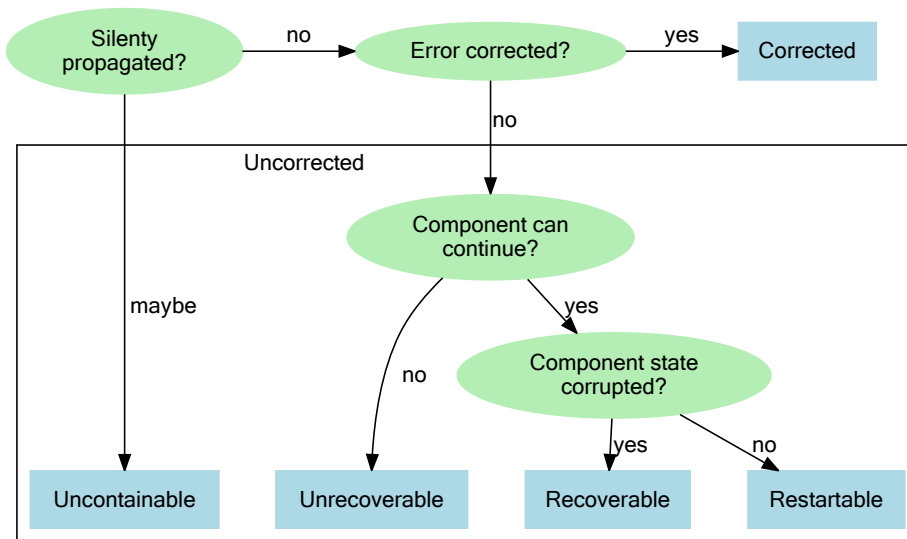 Silenty
propagated?
no
Error corrected?
yes
Corrected
no
Uncorrected
Component can
continue?
maybe
yes
no
Component state
corrupted?
yes
no
Uncontainable
Unrecoverable
Recoverable
Restartable